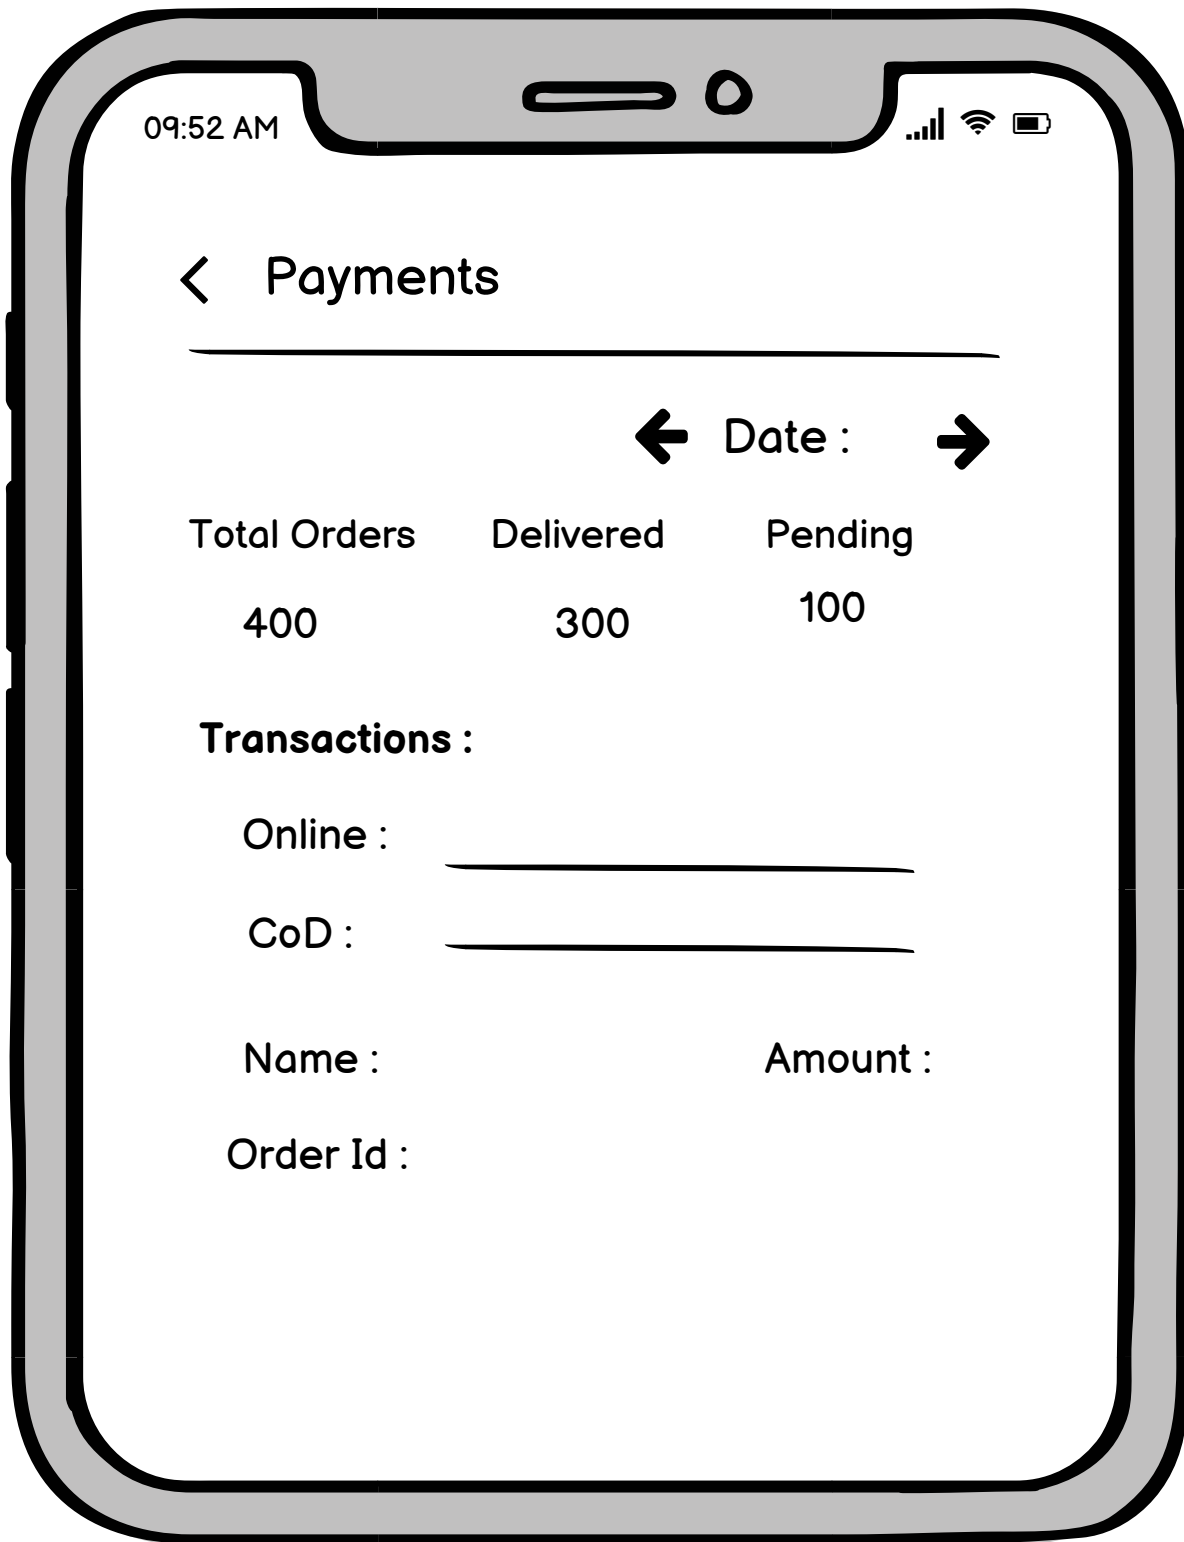 09:52 AM
Payments
Date :
Total Orders Delivered Pending
400 300 100
Transactions :
Online :
CoD :
Name : Amount :
Order Id :